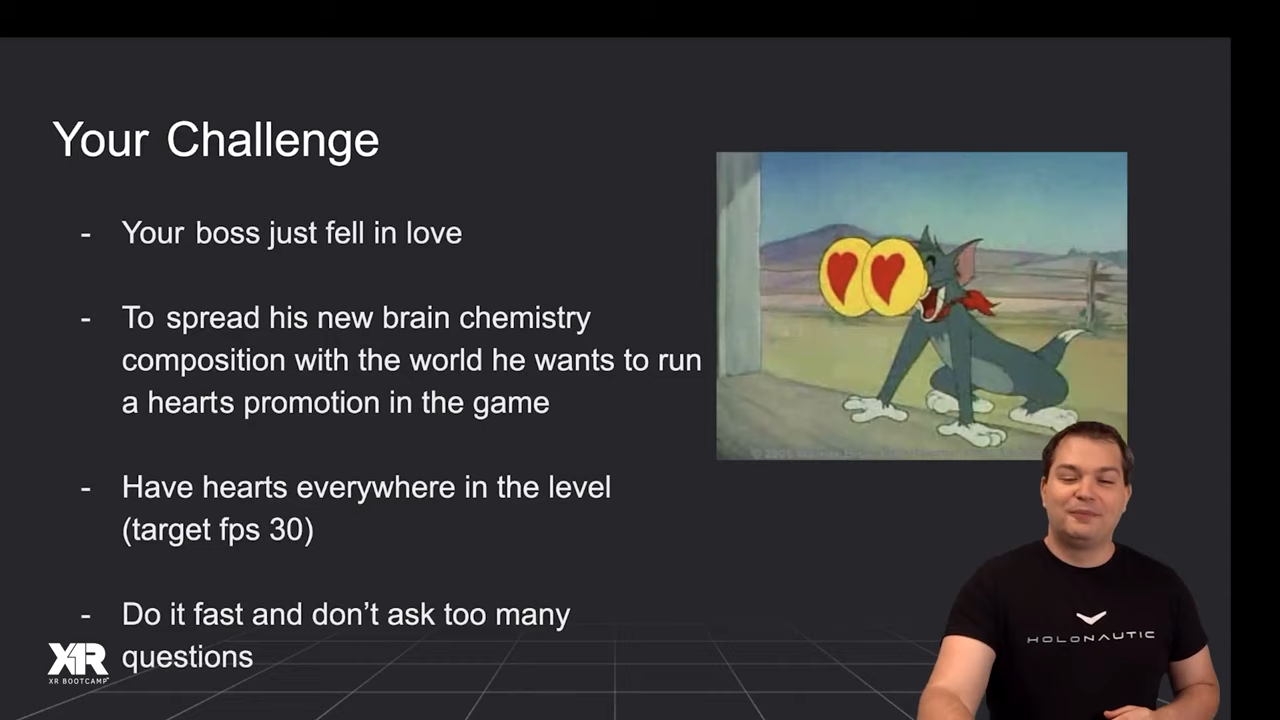 Your Challenge
- Your boss just fell in love
- To spread his new brain chemistry
composition with the world he wants to run
a hearts promotion in the game
- Have hearts everywhere in the level
(target fps 30)
- Do it fast and don't ask too many
questions
XR
XR BOOTCAMP
HOLONAUTIC